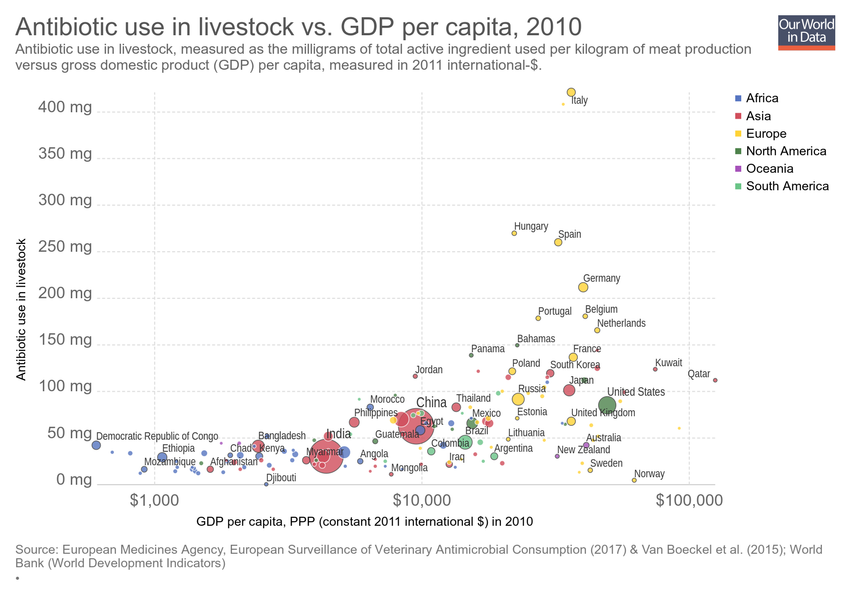 Antibiotic use in livestock vs. GDP per capita, 2010
Our World
in Data
Antibiotic use in livestock, measured as the milligrams of total active ingredient used per kilogram of meat production
versus gross domestic product (GDP) per capita, measured in 2011 international-$.
Africa
Asia
Europe
North America
Oceania
South America
Antibiotic use in livestock
400 mg
350 mg
300 mg
250 mg
200 mg
150 mg
100 mg
50 mg
0 mg
Italy
Hungary
Spain
Germany
Portugal
Belgium
Netherlands
Bahamas
Panama
France
Jordan
Poland
South Korea
Kuwait
Qatar
Japan
Morocco
China
Thailand
Russia
United States
Philippines
Egypt
Mexico
Estonia
United Kingdom
Democratic Republic of Congo
Bangladesh
India
Guatemala
Colombia
Brazil
Lithuania
Australia
Ethiopia
Chad
Kenya
Myanmar
Angola
Iraq
Argentina
New Zealand
Mozambique
Afghanistan
Mongolia
Sweden
Djibouti
Norway
$1,000
$10,000
$100,000
GDP per capita, PPP (constant 2011 international $) in 2010
Source: European Medicines Agency, European Surveillance of Veterinary Antimicrobial Consumption (2017) & Van Boeckel et al. (2015); World
Bank (World Development Indicators)
•